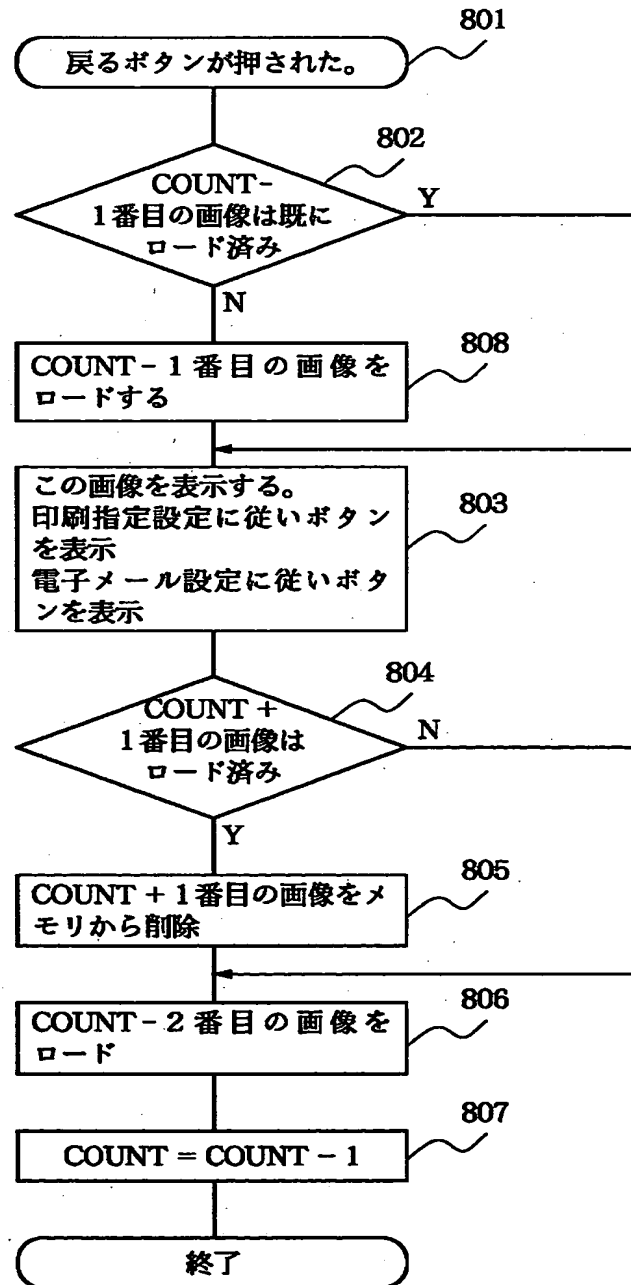 801
戻るボタンが押された。
802
COUNT-
1番目の画像は既に
ロード済み
Y
N
808
COUNT-1番目の画像を
ロードする
803
この画像を表示する。
印刷指定設定に従いボタン
を表示
電子メール設定に従いボタ
ンを表示
804
COUNT+
1番目の画像は
ロード済み
N
Y
805
COUNT+1番目の画像をメ
モリから削除
806
COUNT-2番目の画像を
ロード
807
COUNT = COUNT - 1
終了